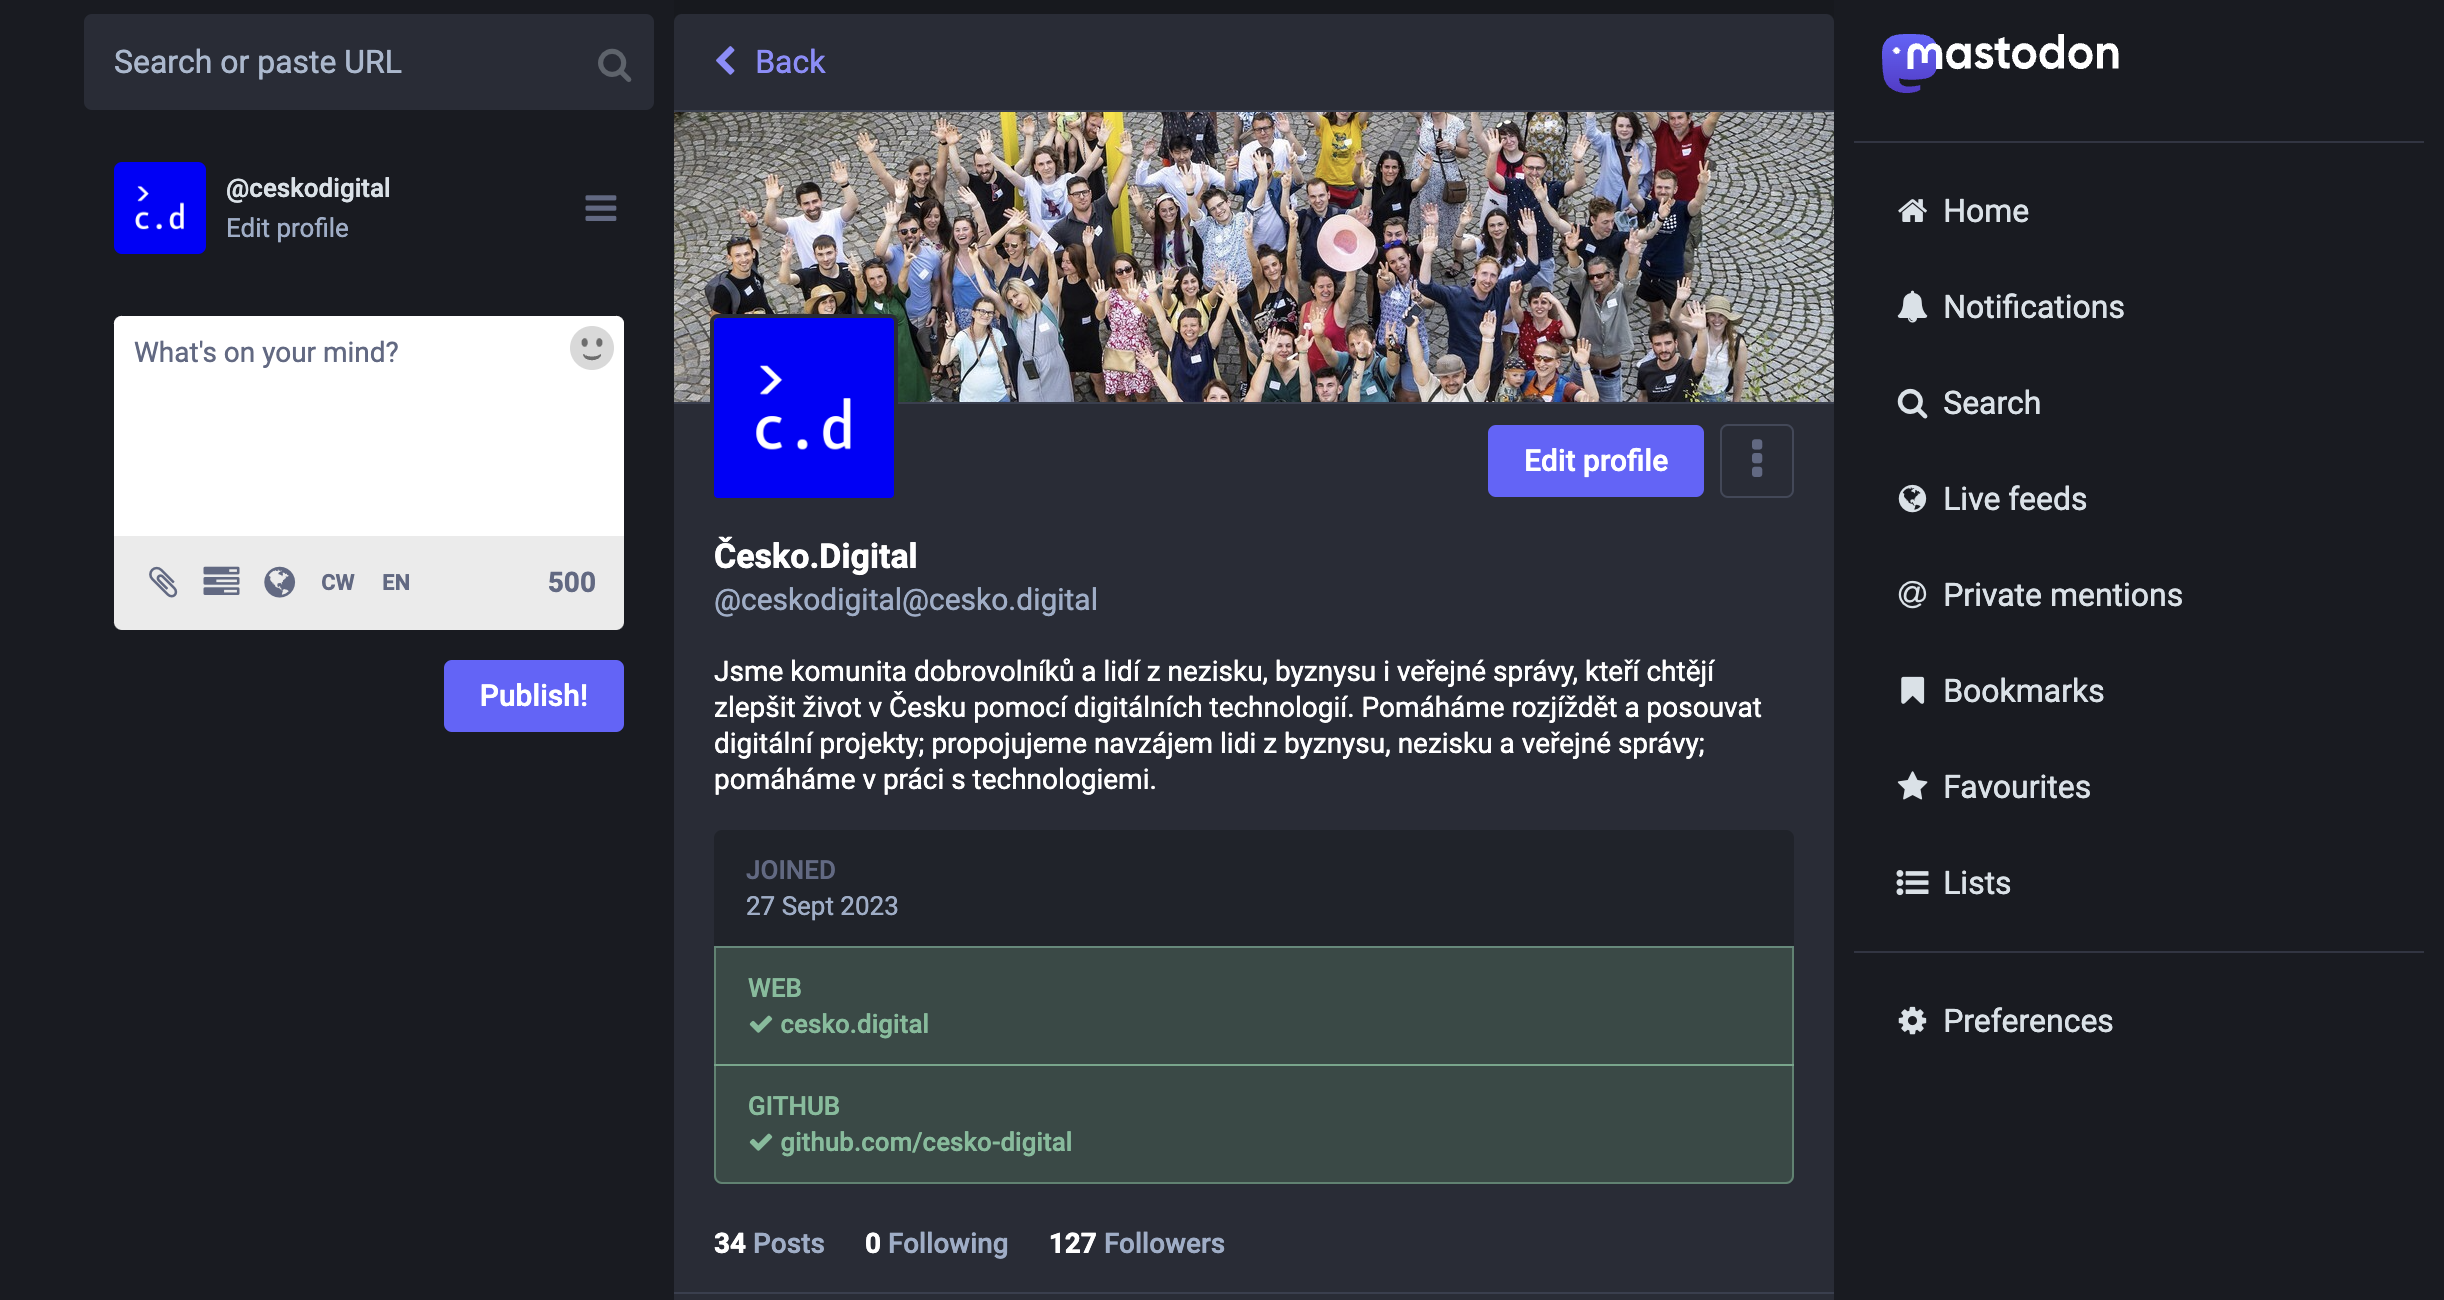 Search or paste URL
>
c.d
@ceskodigital
Edit profile
What's on your mind?
CW EN 500
Publish!
Back
>
c.d
Edit profile
Česko.Digital
@ceskodigital@cesko.digital
Jsme komunita dobrovolníků a lidí z nezisku, byznysu i veřejné správy, kteří chtějí
zlepšit život v Česku pomocí digitálních technologií. Pomáháme rozjíždět a posouvat
digitální projekty; propojujeme navzájem lidi z byznysu, nezisku a veřejné správy;
pomáháme v práci s technologiemi.
JOINED
27 Sept 2023
WEB
cesko.digital
GITHUB
github.com/cesko-digital
34 Posts 0 Following 127 Followers
mastodon
Home
Notifications
Search
Live feeds
Private mentions
Bookmarks
Favourites
Lists
Preferences